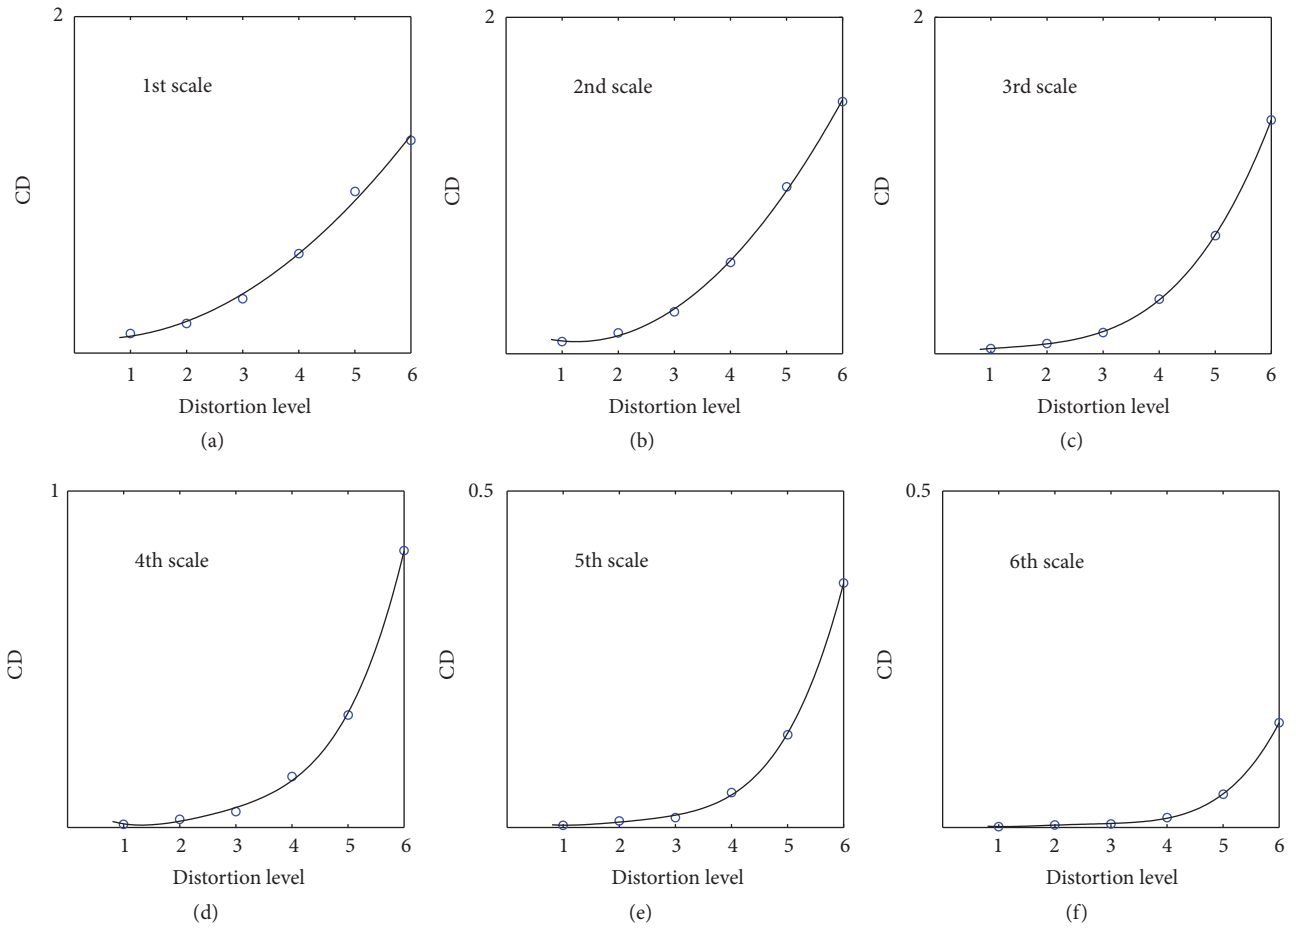 2
1st scale
CD
1 2 3 4 5 6
Distortion level
(a)
2
2nd scale
CD
1 2 3 4 5 6
Distortion level
(b)
2
3rd scale
CD
1 2 3 4 5 6
Distortion level
(c)
1
4th scale
CD
1 2 3 4 5 6
Distortion level
(d)
0.5
5th scale
CD
1 2 3 4 5 6
Distortion level
(e)
0.5
6th scale
CD
1 2 3 4 5 6
Distortion level
(f)